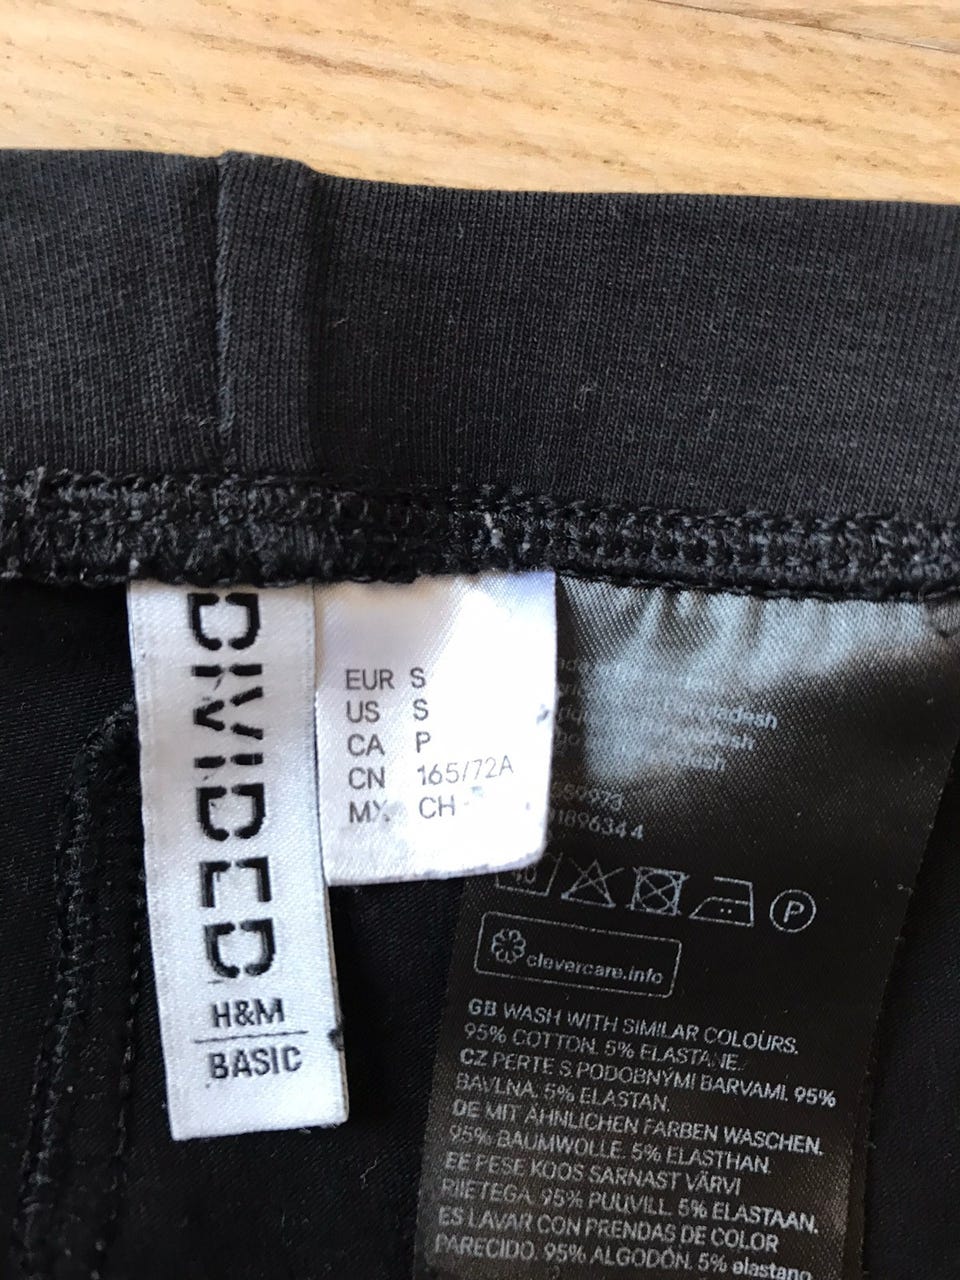 DIVIDED
H&M
BASIC
EUR S
US S
CA P
CN 165/72A
MX CH
P
clevercare.info
GB WASH WITH SIMILAR COLOURS.
95% COTTON. 5% ELASTANE.
CZ PERTE S PODOBNÝMI BARVAMI. 95%
BAVLNA. 5% ELASTAN.
DE MIT ÄHNLICHEN FARBEN WASCHEN.
95% BAUMWOLLE. 5% ELASTHAN.
EE PESE KOOS SARNAST VÄRVI
RIIETEGA. 95% PUUVILL. 5% ELASTAAN.
ES LAVAR CON PRENDAS DE COLOR
PARECIDO. 95% ALGODÓN. 5% elastano